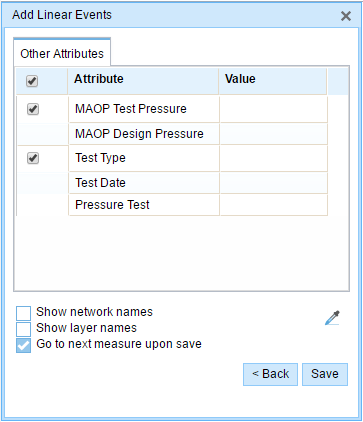 Add Linear Events
Other Attributes
Attribute Value
MAOP Test Pressure
MAOP Design Pressure
Test Type
Test Date
Pressure Test
Show network names
Show layer names
Go to next measure upon save
< Back Save